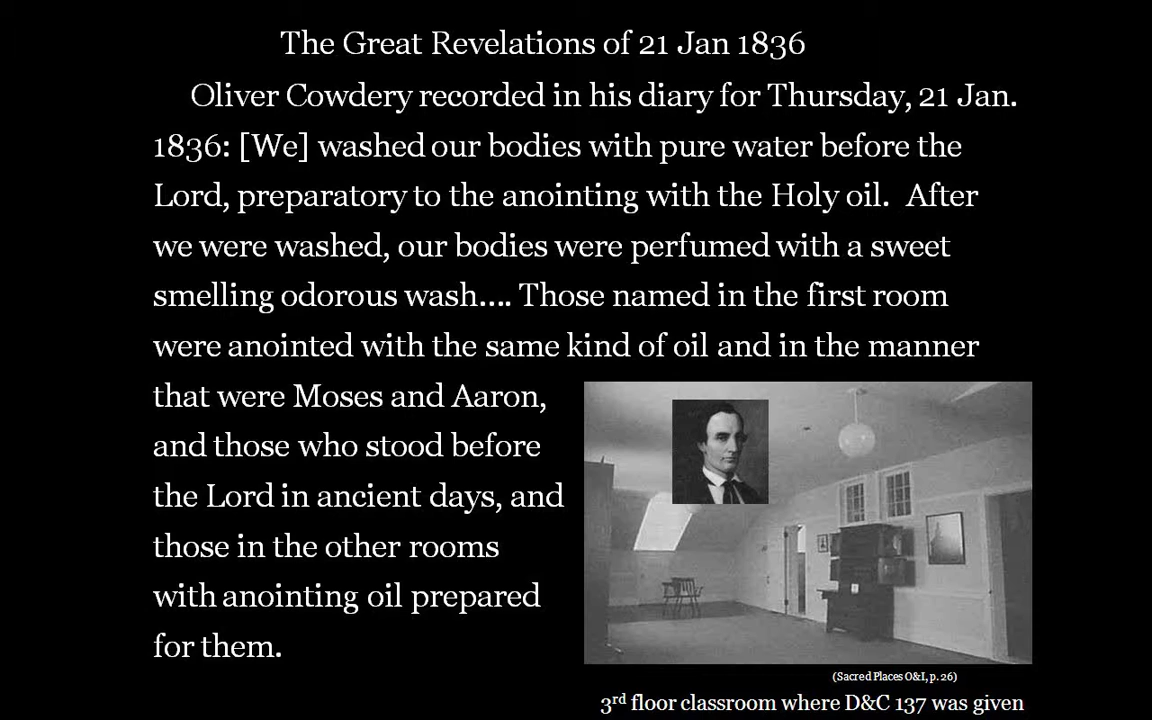 The Great Revelations of 21 Jan 1836
Oliver Cowdery recorded in his diary for Thursday, 21 Jan.
1836: [We] washed our bodies with pure water before the
Lord, preparatory to the anointing with the Holy oil.  After
we were washed, our bodies were perfumed with a sweet
smelling odorous wash…. Those named in the first room
were anointed with the same kind of oil and in the manner
that were Moses and Aaron,
and those who stood before
the Lord in ancient days, and
those in the other rooms
with anointing oil prepared
for them.
(Sacred Places O&I, p. 26)
3rd floor classroom where D&C 137 was given